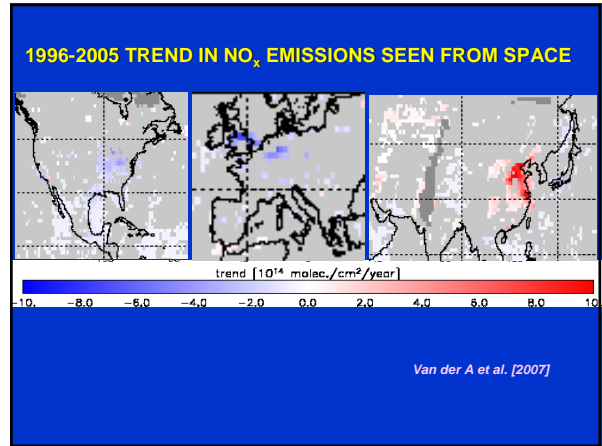 1996-2005 TREND IN NOx EMISSIONS SEEN FROM SPACE
trend [10¹⁴ molec./cm²/year]
-10. -8.0 -6.0 -4.0 -2.0 0.0 2.0 4.0 6.0 8.0 10.
Van der A et al. [2007]